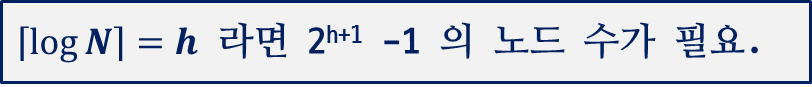 ⌈log N⌉ = h 라면 2^{h+1} −1 의 노드 수가 필요.